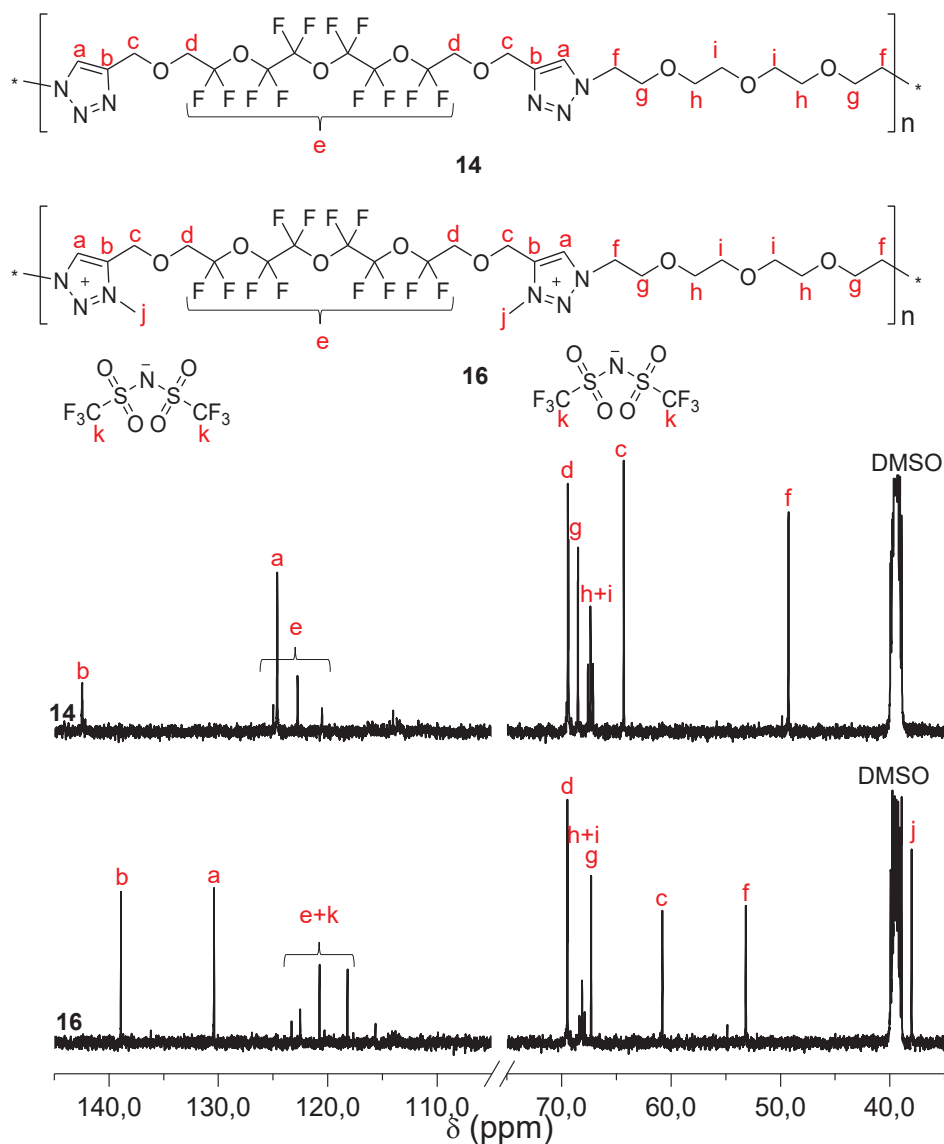 F F F F
a c d d c a f i i f
b O O O O O O b O O O
* N N N N * 
F F F F F F F F
N N N N g h h g
e
n
14
F F F F
a c d d c a f i i f
b O O O O O O b O O O
* N N N N *
+ N N + N N g h h g
F F F F F F F F
j j
e
n
16
O − O O − O
N N
S S S S
F₃C O O CF₃ F₃C O O CF₃
k k k k
DMSO
c
d
f
g
a
h+i
e
b
14
DMSO
d
h+i
j
g
b
a
e+k
c
f
16
140,0 130,0 120,0 110,0 70,0 60,0 50,0 40,0
δ (ppm)